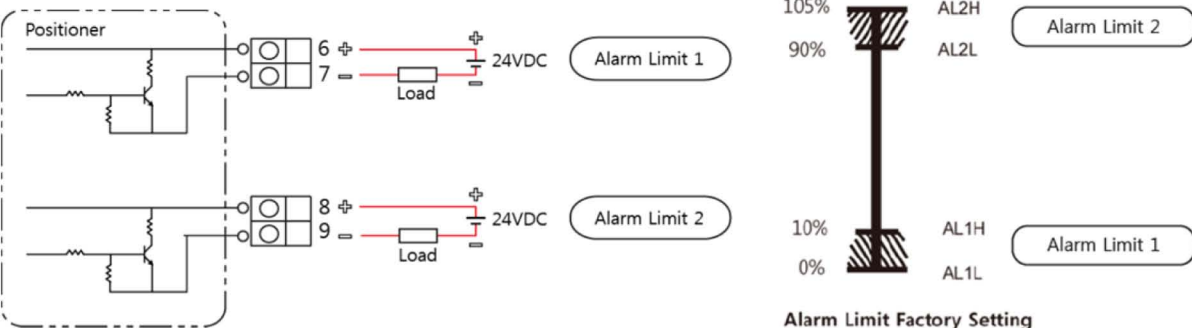 Positioner
6 +
7 -
24VDC
Load
Alarm Limit 1
8 +
9 -
24VDC
Load
Alarm Limit 2
105% AL2H
90% AL2L
Alarm Limit 2
10% AL1H
0% AL1L
Alarm Limit 1
Alarm Limit Factory Setting